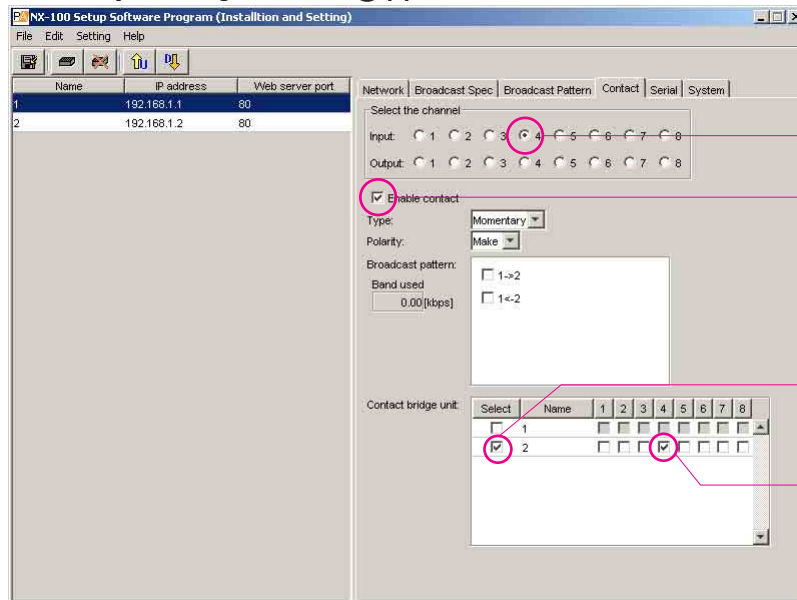 NX-100 Setup Software Program (Installtion and Setting)
File Edit Setting Help
Name IP address Web server port
1 192.168.1.1 80
2 192.168.1.2 80
Network Broadcast Spec Broadcast Pattern Contact Serial System
Select the channel
Input: 1 2 3 4 5 6 7 8
Output: 1 2 3 4 5 6 7 8
Enable contact
Type: Momentary
Polarity: Make
Broadcast pattern:
1->2
Band used
0.00 [kbps]
1<-2
Contact bridge unit:
Select Name 1 2 3 4 5 6 7 8
1
2